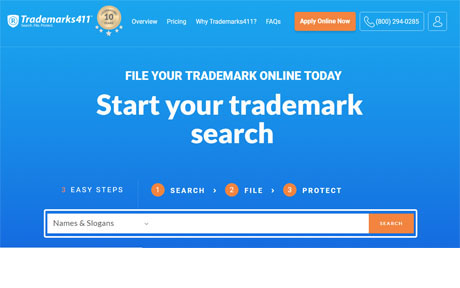 Trademarks411®
Search. File. Protect.
10
Overview
Pricing
Why Trademarks411?
FAQs
Apply Online Now
(800) 294-0285
FILE YOUR TRADEMARK ONLINE TODAY
Start your trademark
search
3 EASY STEPS
1 SEARCH > 2 FILE > 3 PROTECT
Names & Slogans
SEARCH